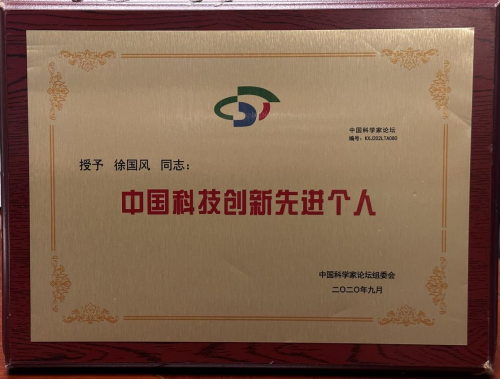 中国科学家论坛
编号：KXJ202LTA080
授予 徐国风 同志：
中国科技创新先进个人
中国科学家论坛组委会
二〇二〇年九月